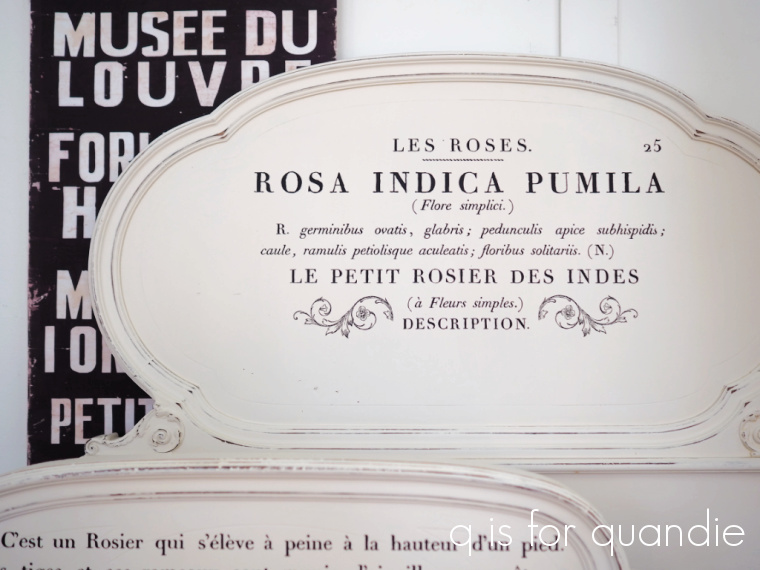 MUSEE DU
LOUVRE
PETIT
LES ROSES. 25
ROSA INDICA PUMILA
(Flore simplici.)
R. germinibus ovatis, glabris; pedunculis apice subhispidis;
caule, ramulis petiolisque aculeatis; floribus solitariis. (N.)
LE PETIT ROSIER DES INDES
(à Fleurs simples.)
DESCRIPTION.
C'est un Rosier qui s'élève à peine à la hauteur d'un pied.
q is for quandie